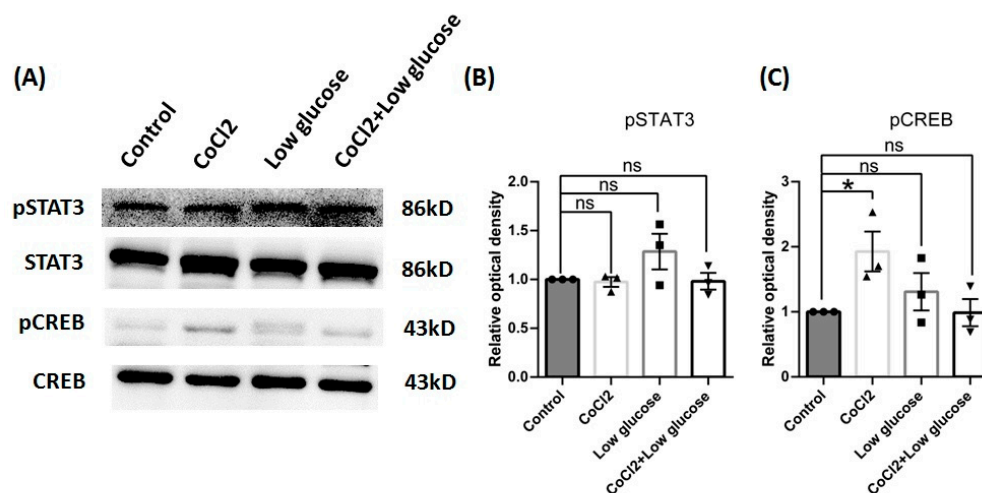 (A)
Control
CoCl2
Low glucose
CoCl2+Low glucose
pSTAT3 86kD
STAT3 86kD
pCREB 43kD
CREB 43kD
(B)
pSTAT3
ns
ns
ns
Relative optical density
2.0
1.5
1.0
0.5
0.0
Control
CoCl2
Low glucose
CoCl2+Low glucose
(C)
pCREB
ns
ns
*
Relative optical density
3
2
1
0
Control
CoCl2
Low glucose
CoCl2+Low glucose